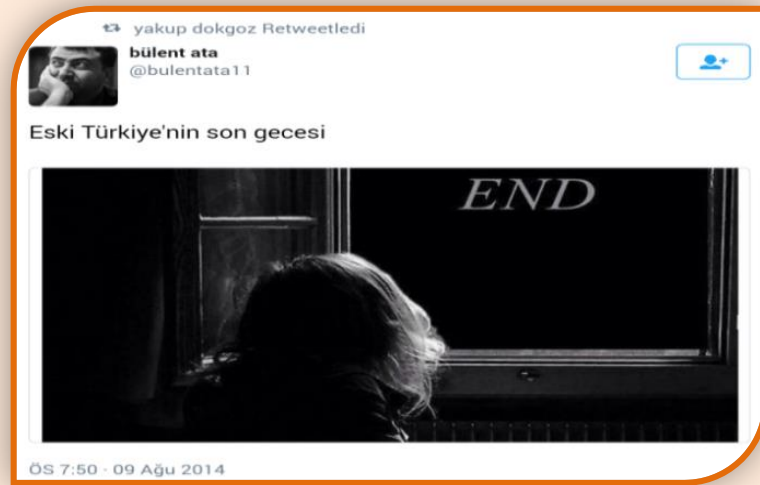 yakup dokgoz Retweetledi
bülent ata
@bulentata11
Eski Türkiye'nin son gecesi
END
ÖS 7:50 · 09 Ağu 2014